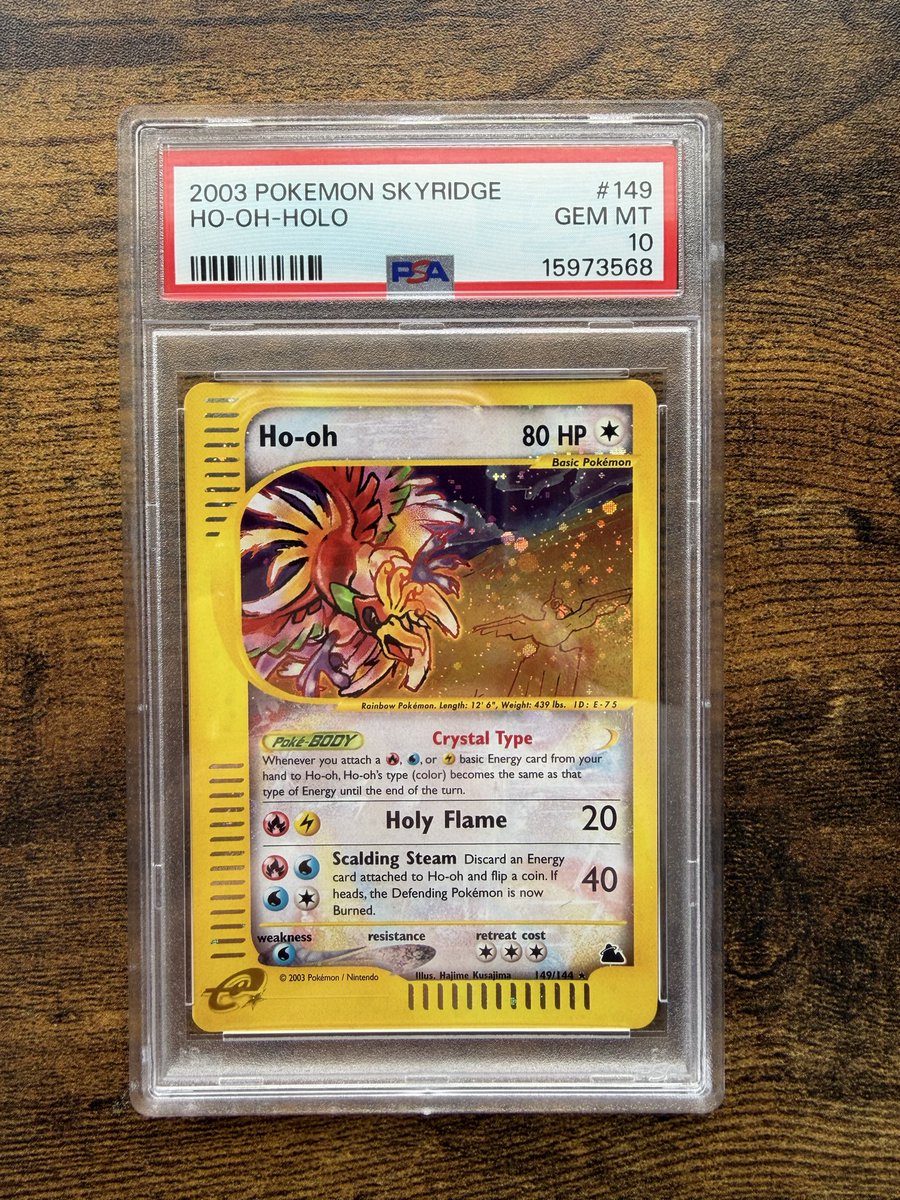 2003 POKEMON SKYRIDGE #149
HO-OH-HOLO GEM MT
10
PSA 15973568
Ho-oh 80 HP
Basic Pokémon
Rainbow Pokémon. Length: 12' 6", Weight: 439 lbs. ID: E-75
Poké-BODY Crystal Type
Whenever you attach a , , or basic Energy card from your
hand to Ho-oh, Ho-oh's type (color) becomes the same as that
type of Energy until the end of the turn.
Holy Flame 20
Scalding Steam Discard an Energy
card attached to Ho-oh and flip a coin. If
heads, the Defending Pokémon is now
Burned.
40
weakness resistance retreat cost
© 2003 Pokémon / Nintendo Illus. Hajime Kusajima 149/144 ★
e